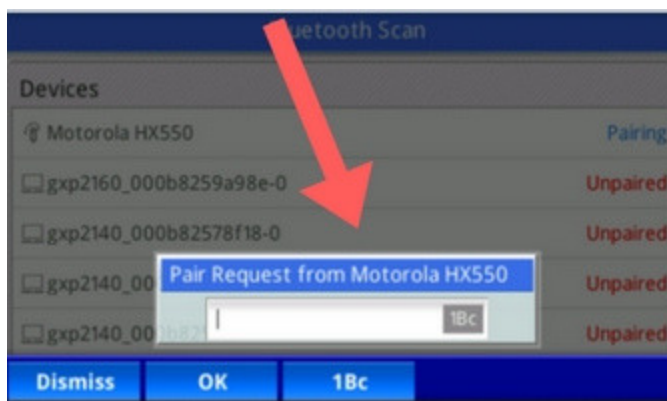 uetooth Scan
Devices
Motorola HX550 Pairing
gxp2160_000b8259a98e-0 Unpaired
gxp2140_000b82578f18-0 Unpaired
gxp2140_00 Unpaired
Pair Request from Motorola HX550
1Bc
gxp2140_000b82 Unpaired
Dismiss OK 1Bc